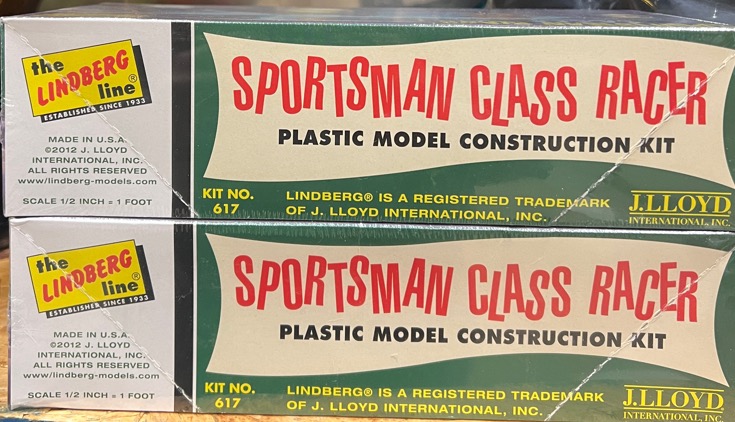 the
LINDBERG®
line
ESTABLISHED SINCE 1933
MADE IN U.S.A.
©2012 J. LLOYD
INTERNATIONAL, INC.
ALL RIGHTS RESERVED
www/lindberg-models.com
SCALE 1/2 INCH = 1 FOOT
SPORTSMAN CLASS RACER
PLASTIC MODEL CONSTRUCTION KIT
KIT NO.
617
LINDBERG® IS A REGISTERED TRADEMARK
OF J. LLOYD INTERNATIONAL, INC.
J.LLOYD
INTERNATIONAL, INC.
the
LINDBERG®
line
ESTABLISHED SINCE 1933
MADE IN U.S.A.
©2012 J. LLOYD
INTERNATIONAL, INC.
ALL RIGHTS RESERVED
www/lindberg-models.com
SCALE 1/2 INCH = 1 FOOT
SPORTSMAN CLASS RACER
PLASTIC MODEL CONSTRUCTION KIT
KIT NO.
617
LINDBERG® IS A REGISTERED TRADEMARK
OF J. LLOYD INTERNATIONAL, INC.
J.LLOYD
INTERNATIONAL, INC.